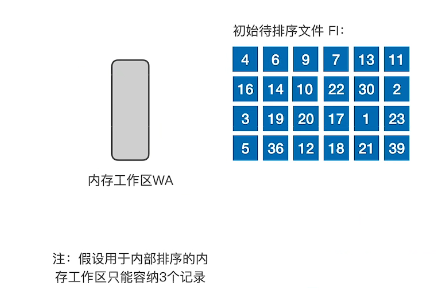 初始待排序文件 FI:
4 6 9 7 13 11
16 14 10 22 30 2
3 19 20 17 1 23
5 36 12 18 21 39
内存工作区WA
注：假设用于内部排序的内
存工作区只能容纳3个记录